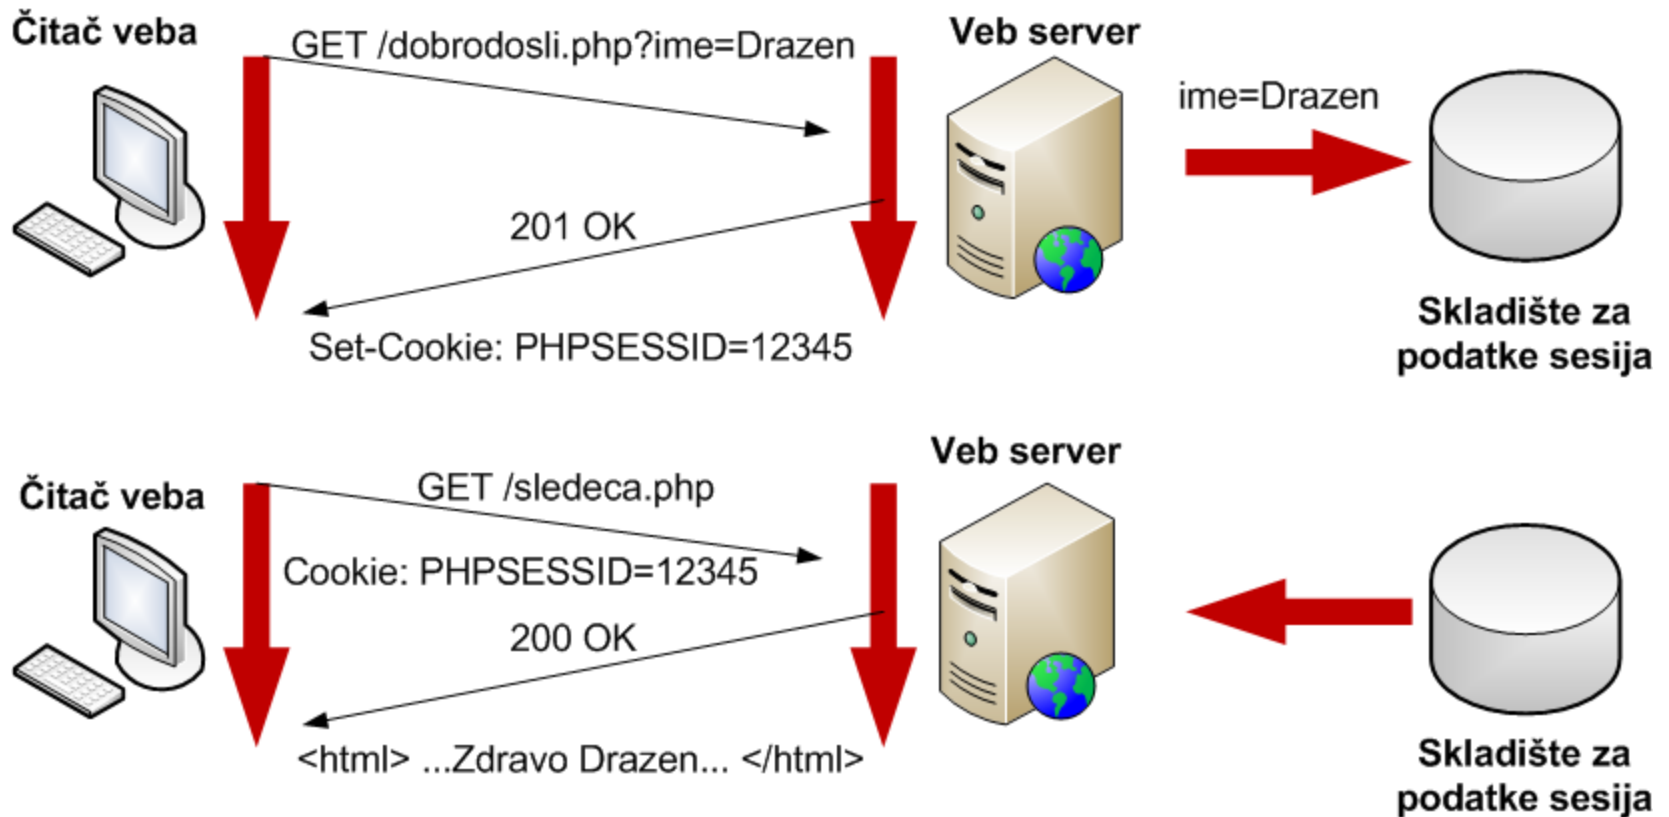 Čitač veba
GET /dobrodosli.php?ime=Drazen
Veb server
ime=Drazen
201 OK
Set-Cookie: PHPSESSID=12345
Skladište za
podatke sesija
Čitač veba
GET /sledeca.php
Veb server
Cookie: PHPSESSID=12345
200 OK
<html> ...Zdravo Drazen... </html>
Skladište za
podatke sesija